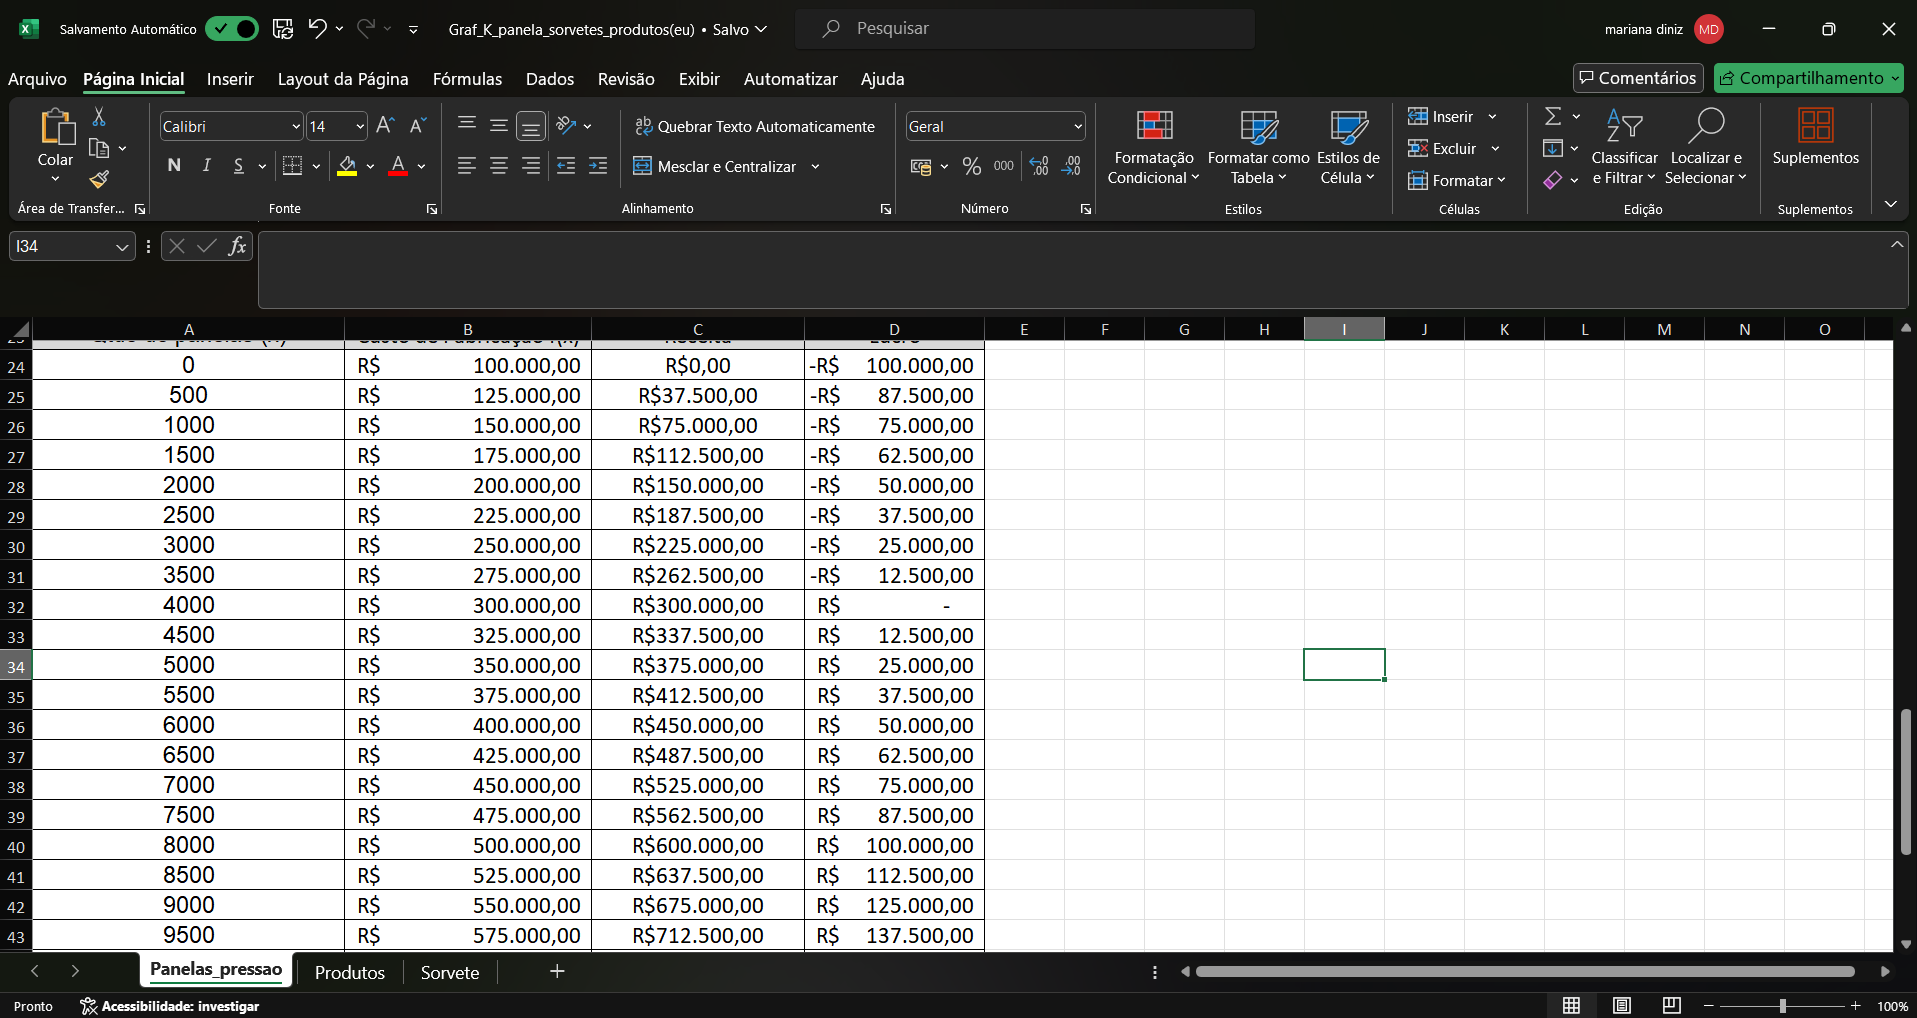 Salvamento Automático Graf_K_panela_sorvetes_produtos(eu) • Salvo Pesquisar mariana diniz MD
Arquivo Página Inicial Inserir Layout da Página Fórmulas Dados Revisão Exibir Automatizar Ajuda Comentários Compartilhamento
Colar
Área de Transfer...
Calibri 14
N I S
Fonte
Quebrar Texto Automaticamente
Mesclar e Centralizar
Alinhamento
Geral
% 000
Número
Formatação Condicional
Formatar como Tabela
Estilos de Célula
Estilos
Inserir
Excluir
Formatar
Células
Classificar e Filtrar
Localizar e Selecionar
Edição
Suplementos
Suplementos
I34 fx
A B C D E F G H I J K L M N O
24 0 R$ 100.000,00 R$0,00 -R$ 100.000,00
25 500 R$ 125.000,00 R$37.500,00 -R$ 87.500,00
26 1000 R$ 150.000,00 R$75.000,00 -R$ 75.000,00
27 1500 R$ 175.000,00 R$112.500,00 -R$ 62.500,00
28 2000 R$ 200.000,00 R$150.000,00 -R$ 50.000,00
29 2500 R$ 225.000,00 R$187.500,00 -R$ 37.500,00
30 3000 R$ 250.000,00 R$225.000,00 -R$ 25.000,00
31 3500 R$ 275.000,00 R$262.500,00 -R$ 12.500,00
32 4000 R$ 300.000,00 R$300.000,00 R$ -
33 4500 R$ 325.000,00 R$337.500,00 R$ 12.500,00
34 5000 R$ 350.000,00 R$375.000,00 R$ 25.000,00
35 5500 R$ 375.000,00 R$412.500,00 R$ 37.500,00
36 6000 R$ 400.000,00 R$450.000,00 R$ 50.000,00
37 6500 R$ 425.000,00 R$487.500,00 R$ 62.500,00
38 7000 R$ 450.000,00 R$525.000,00 R$ 75.000,00
39 7500 R$ 475.000,00 R$562.500,00 R$ 87.500,00
40 8000 R$ 500.000,00 R$600.000,00 R$ 100.000,00
41 8500 R$ 525.000,00 R$637.500,00 R$ 112.500,00
42 9000 R$ 550.000,00 R$675.000,00 R$ 125.000,00
43 9500 R$ 575.000,00 R$712.500,00 R$ 137.500,00
Panelas_pressao Produtos Sorvete
Pronto Acessibilidade: investigar 100%